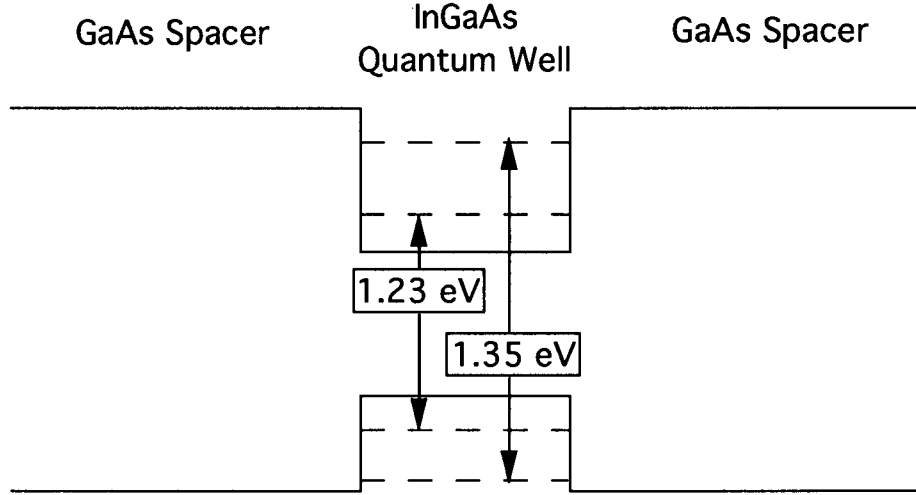 GaAs Spacer
InGaAs
Quantum Well
GaAs Spacer
1.23 eV
1.35 eV